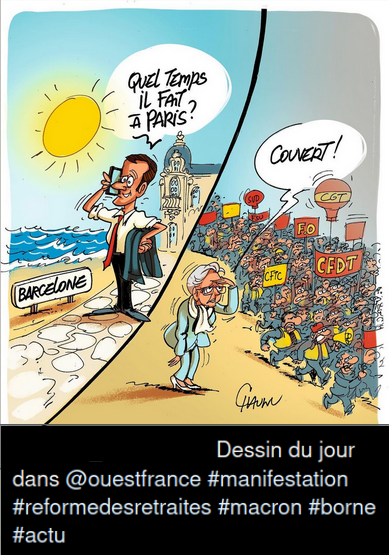 QUEL TEMPS
iL FAIT
A PARiS?
COUVERT!
BARCELONE
SUD
CGT
FO
CFTC
CFDT
CHAUNU
Dessin du jour
dans @ouestfrance #manifestation
#reformedesretraites #macron #borne
#actu